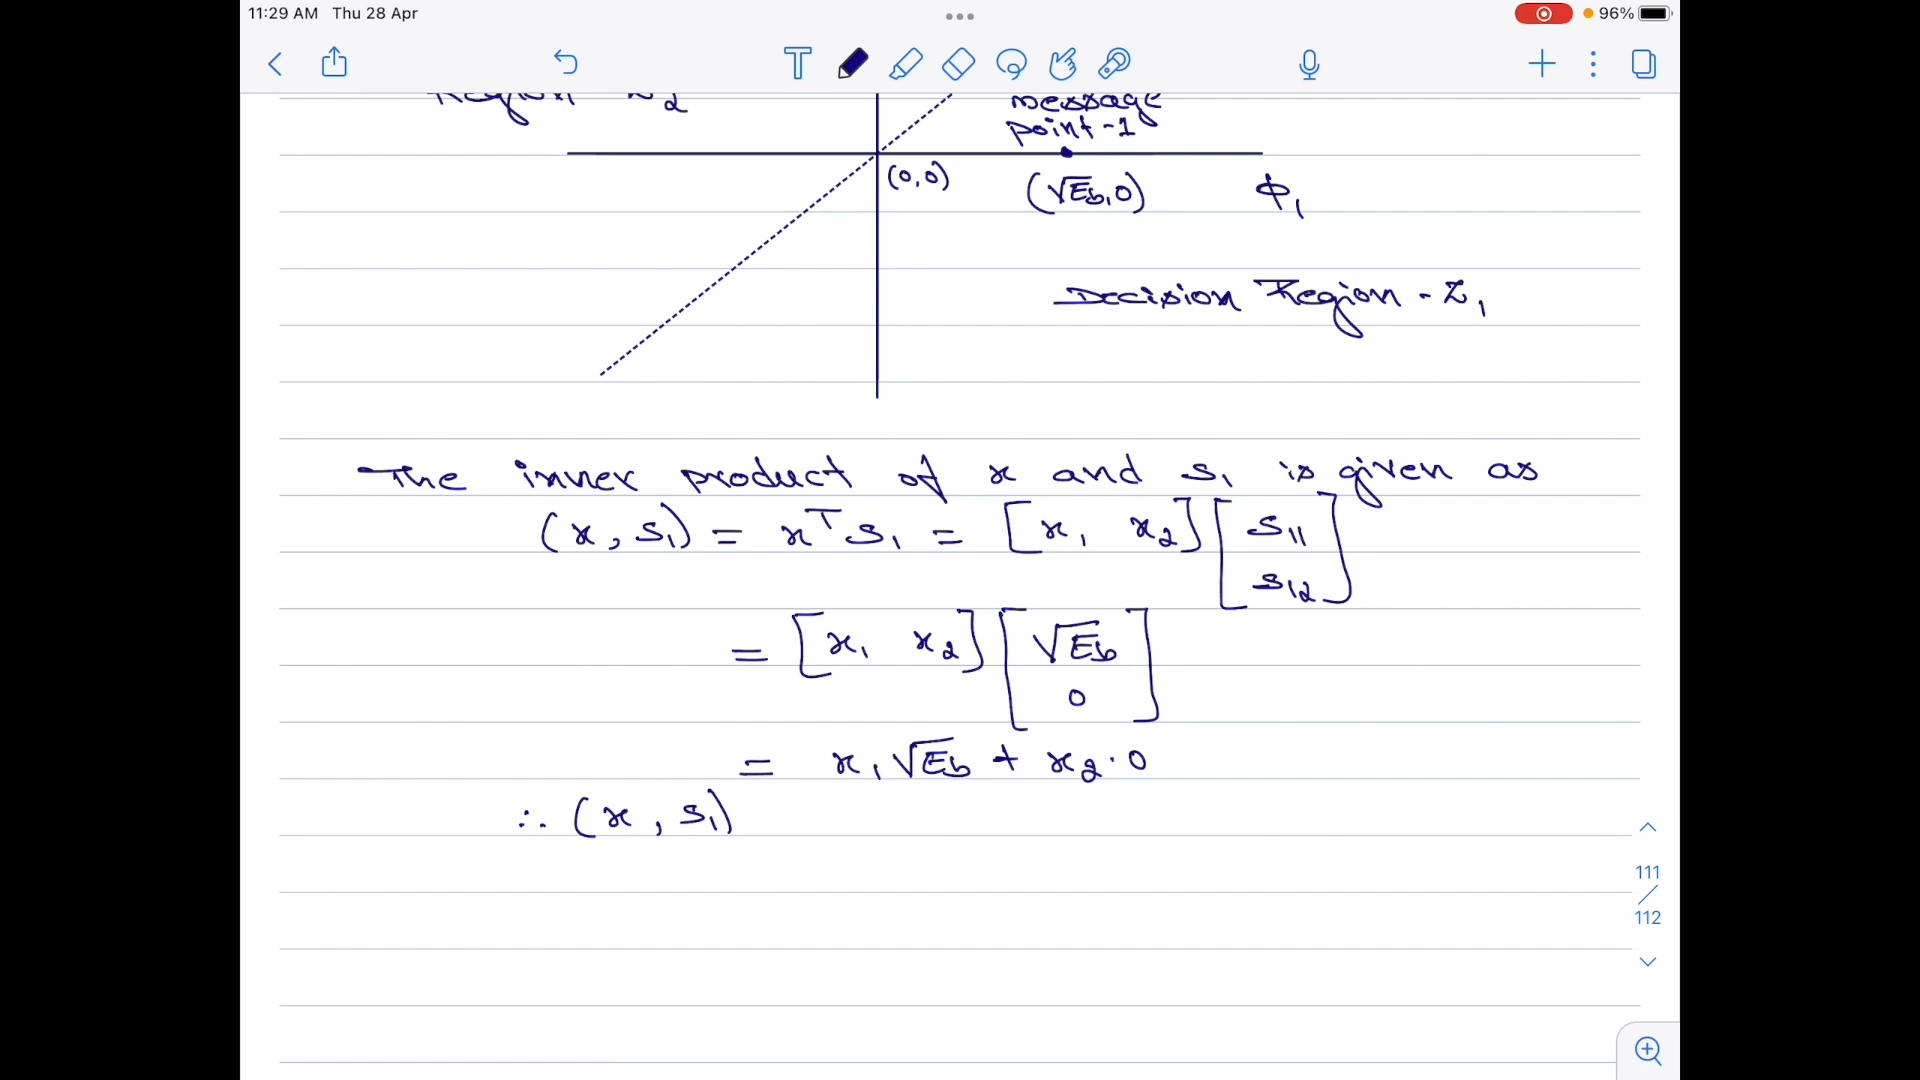 11:29 AM Thu 28 Apr
96%
T
Region Z₂
message
point-1
(0,0)
(√Eb,0)
ϕ₁
Decision Region - Z₁
The inner product of x and s₁ is given as
(x, s₁) = xᵀs₁ = [x₁ x₂][s₁₁
s₁₂]
= [x₁ x₂][√Eb
0]
= x₁√Eb + x₂·0
∴ (x, s₁)
111
/
112